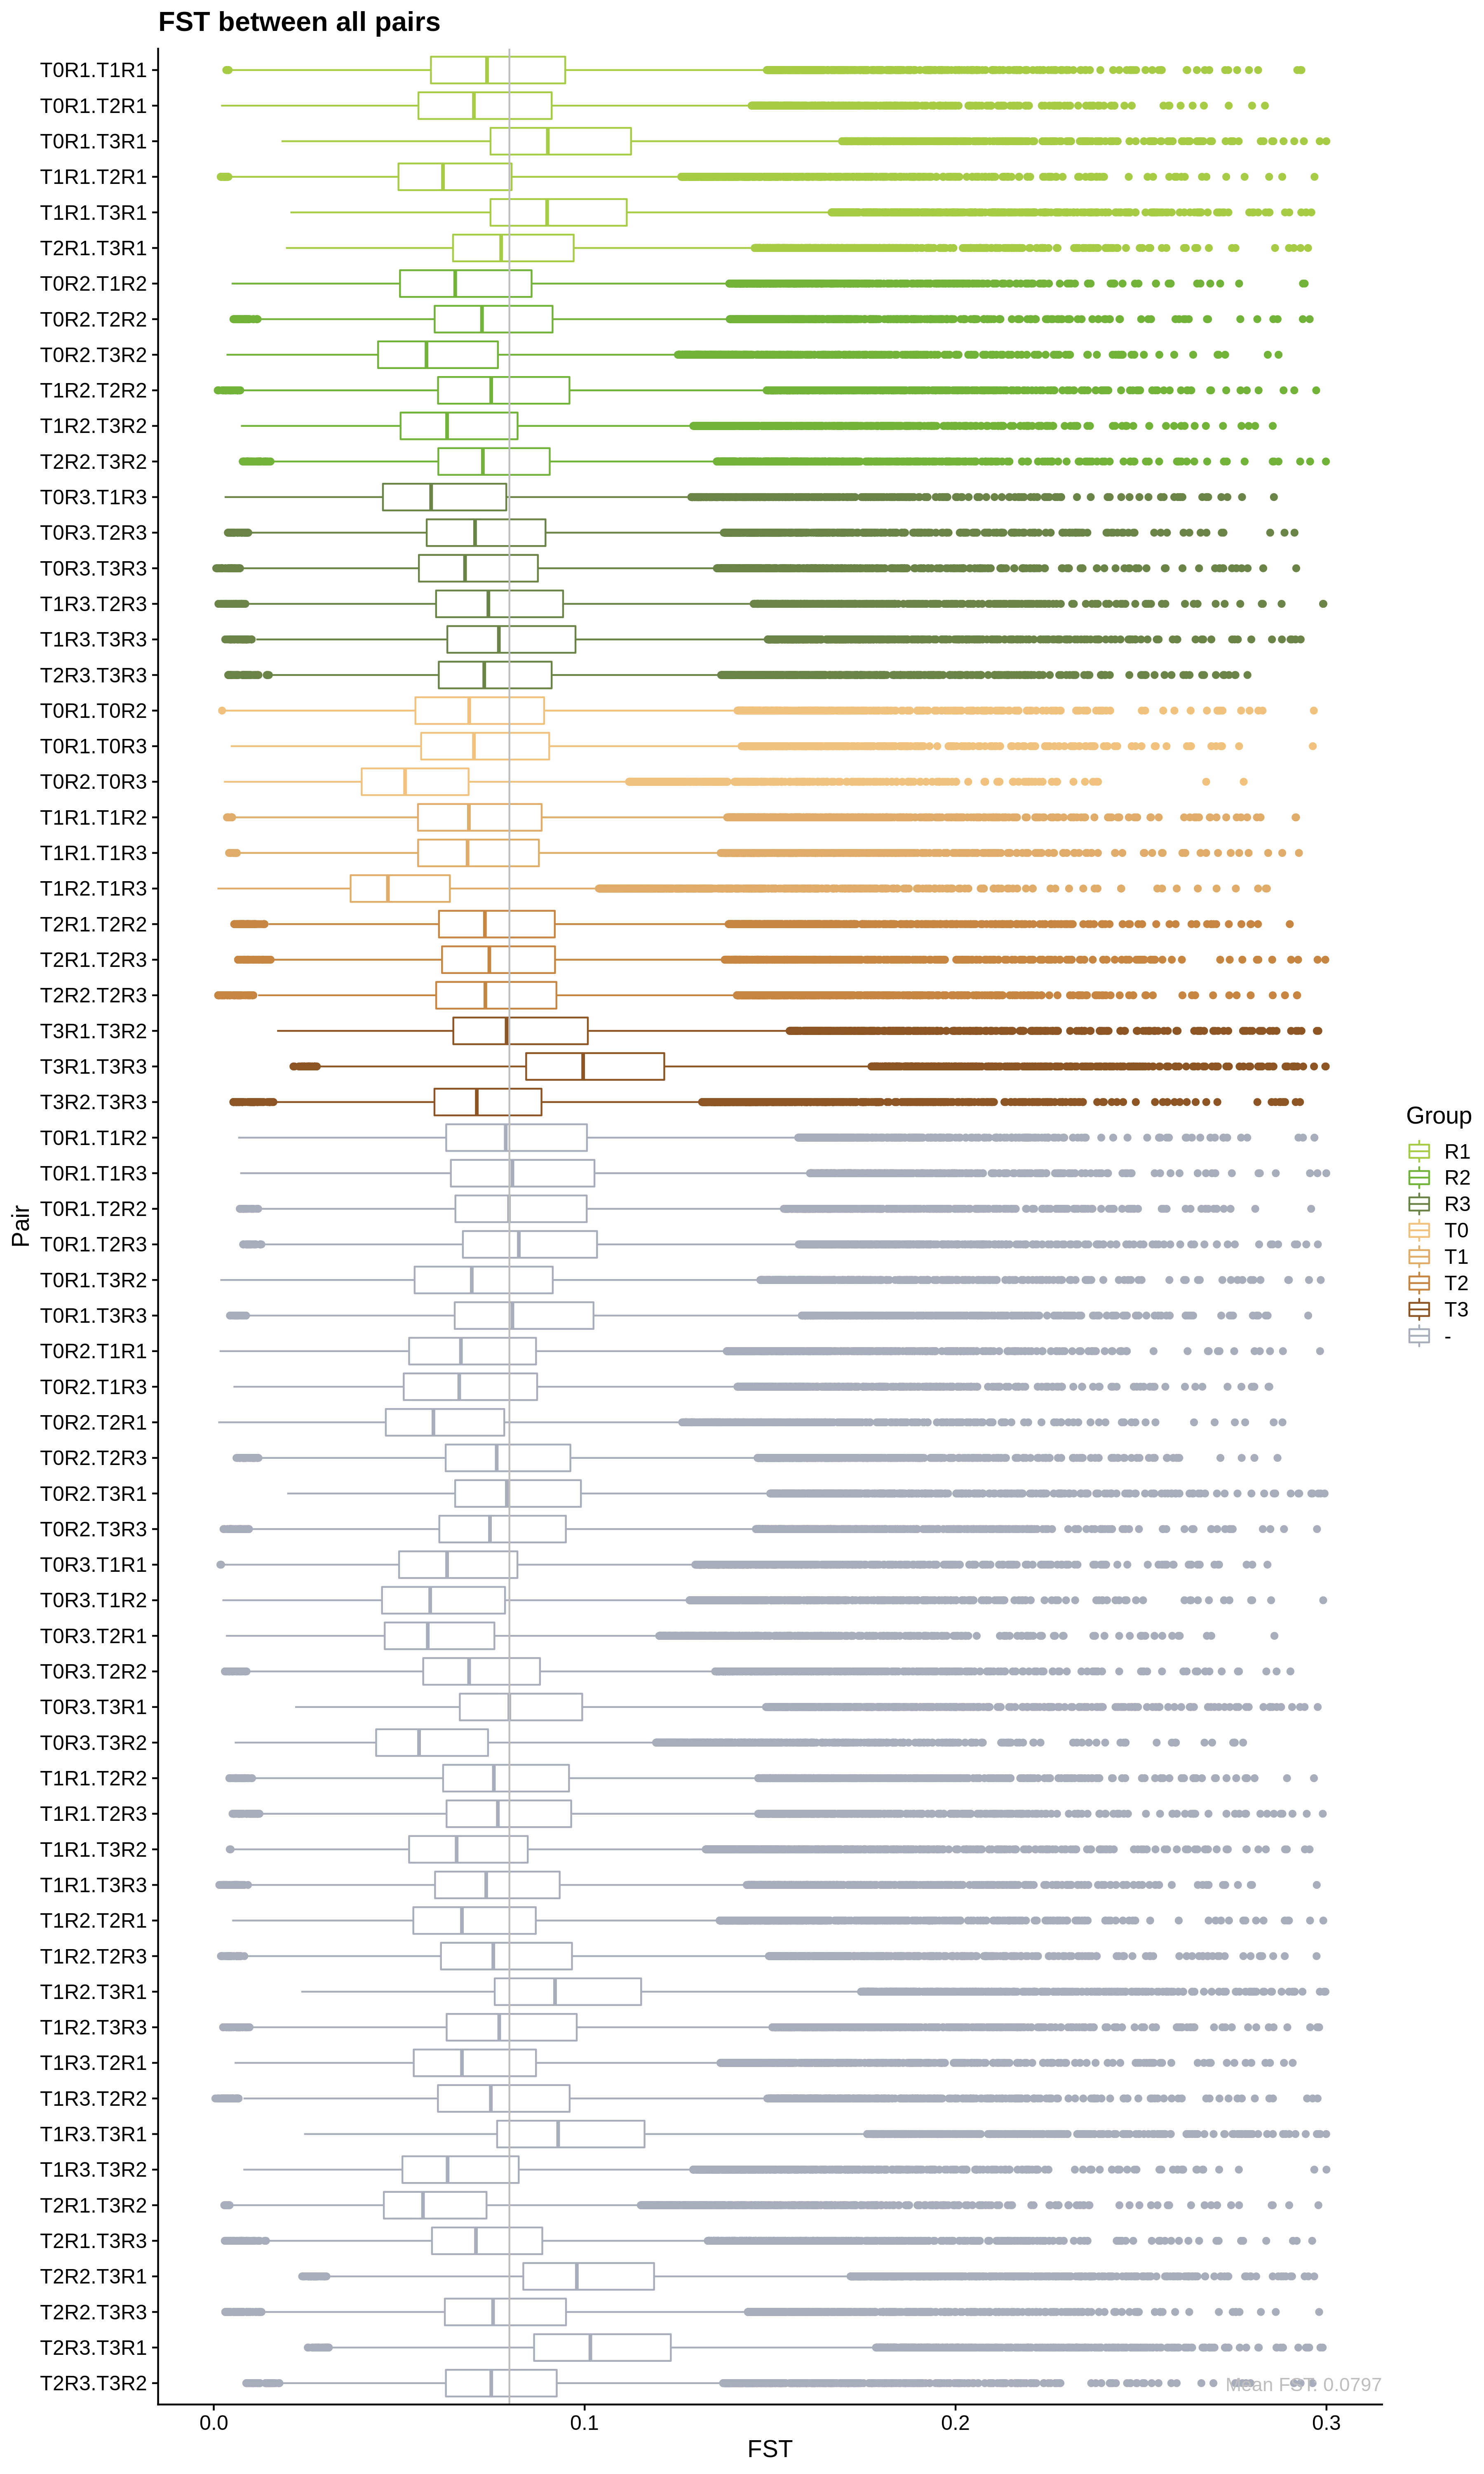 FST between all pairs
T0R1.T1R1
T0R1.T2R1
T0R1.T3R1
T1R1.T2R1
T1R1.T3R1
T2R1.T3R1
T0R2.T1R2
T0R2.T2R2
T0R2.T3R2
T1R2.T2R2
T1R2.T3R2
T2R2.T3R2
T0R3.T1R3
T0R3.T2R3
T0R3.T3R3
T1R3.T2R3
T1R3.T3R3
T2R3.T3R3
T0R1.T0R2
T0R1.T0R3
T0R2.T0R3
T1R1.T1R2
T1R1.T1R3
T1R2.T1R3
T2R1.T2R2
T2R1.T2R3
T2R2.T2R3
T3R1.T3R2
T3R1.T3R3
T3R2.T3R3
T0R1.T1R2
T0R1.T1R3
T0R1.T2R2
T0R1.T2R3
T0R1.T3R2
T0R1.T3R3
T0R2.T1R1
T0R2.T1R3
T0R2.T2R1
T0R2.T2R3
T0R2.T3R1
T0R2.T3R3
T0R3.T1R1
T0R3.T1R2
T0R3.T2R1
T0R3.T2R2
T0R3.T3R1
T0R3.T3R2
T1R1.T2R2
T1R1.T2R3
T1R1.T3R2
T1R1.T3R3
T1R2.T2R1
T1R2.T2R3
T1R2.T3R1
T1R2.T3R3
T1R3.T2R1
T1R3.T2R2
T1R3.T3R1
T1R3.T3R2
T2R1.T3R2
T2R1.T3R3
T2R2.T3R1
T2R2.T3R3
T2R3.T3R1
T2R3.T3R2
Pair
Mean FST: 0.0797
0.0
0.1
0.2
0.3
FST
Group
R1
R2
R3
T0
T1
T2
T3
-